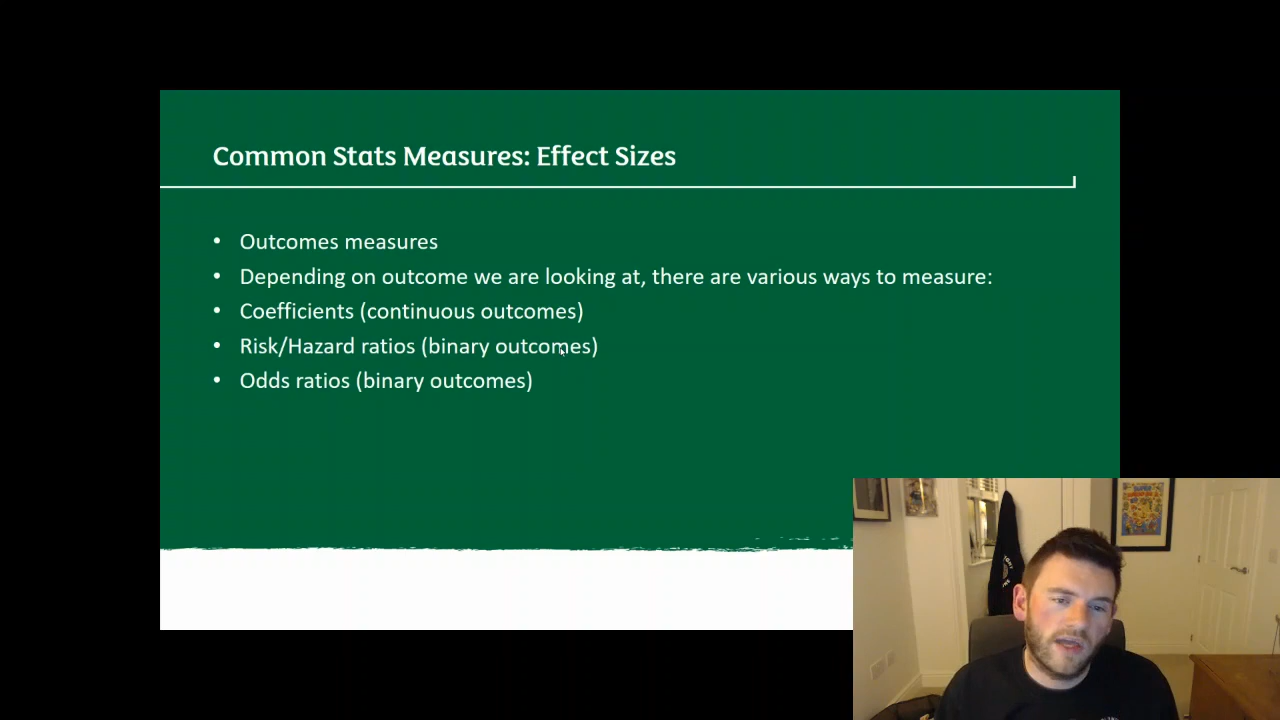 Common Stats Measures: Effect Sizes
• Outcomes measures
• Depending on outcome we are looking at, there are various ways to measure:
• Coefficients (continuous outcomes)
• Risk/Hazard ratios (binary outcomes)
• Odds ratios (binary outcomes)